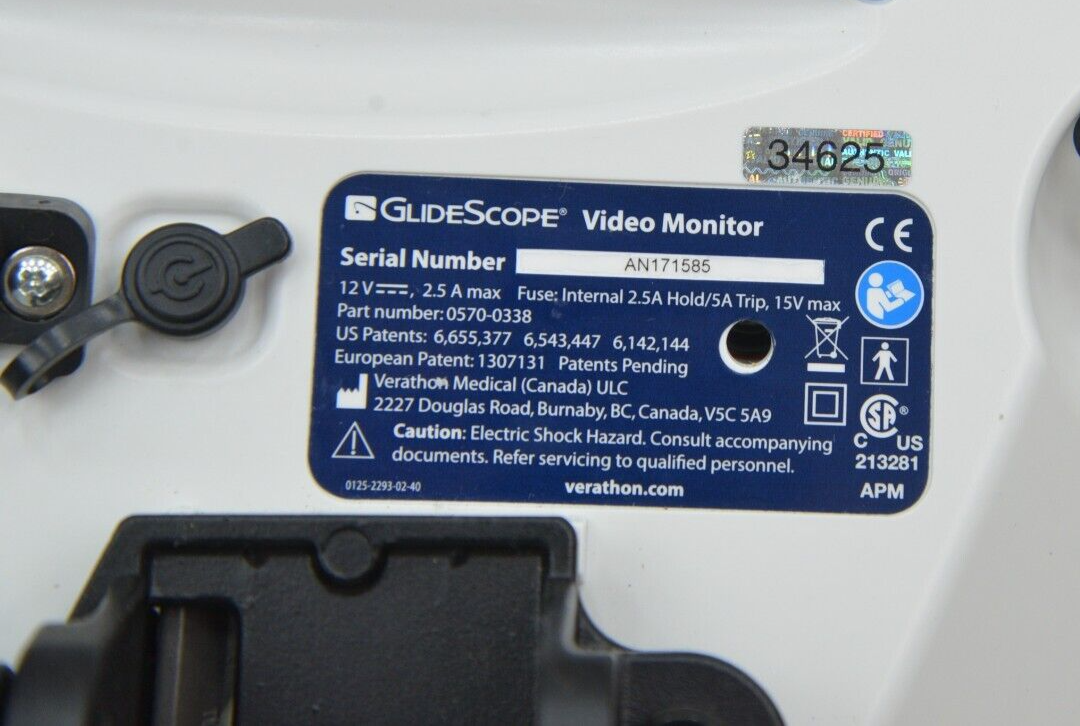 CERTIFIED
34625
GLIDESCOPE® Video Monitor
Serial Number AN171585
12 V⎓, 2.5 A max Fuse: Internal 2.5A Hold/5A Trip, 15V max
Part number: 0570-0338
US Patents: 6,655,377 6,543,447 6,142,144
European Patent: 1307131 Patents Pending
Verathon Medical (Canada) ULC
2227 Douglas Road, Burnaby, BC, Canada, V5C 5A9
Caution: Electric Shock Hazard. Consult accompanying
documents. Refer servicing to qualified personnel.
0125-2293-02-40
verathon.com
CE
SA®
C US
213281
APM